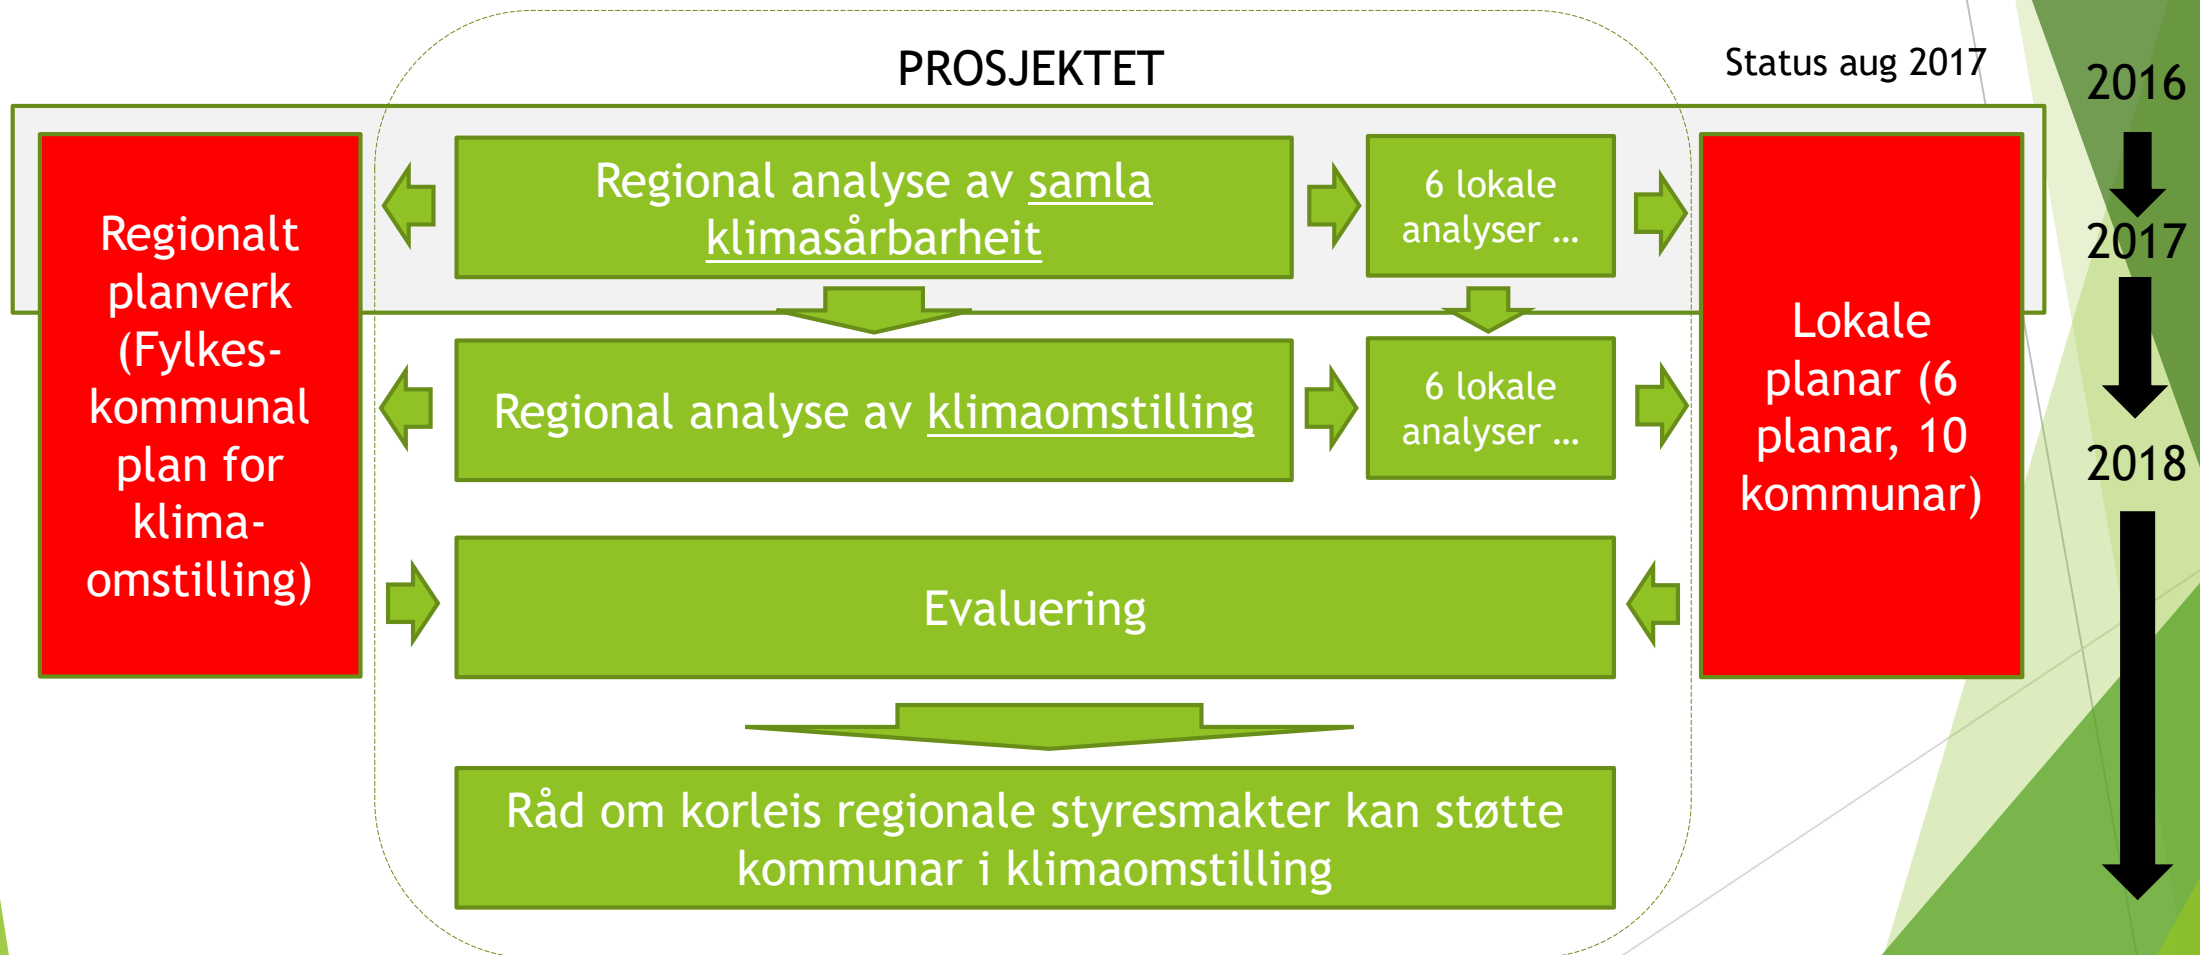 PROSJEKTET
Status aug 2017
2016
Regionalt
planverk
(Fylkes-
kommunal
plan for
klima-
omstilling)
Regional analyse av samla
klimasårbarheit
6 lokale
analyser …
Lokale
planar (6
planar, 10
kommunar)
2017
Regional analyse av klimaomstilling
6 lokale
analyser …
2018
Evaluering
Råd om korleis regionale styresmakter kan støtte
kommunar i klimaomstilling